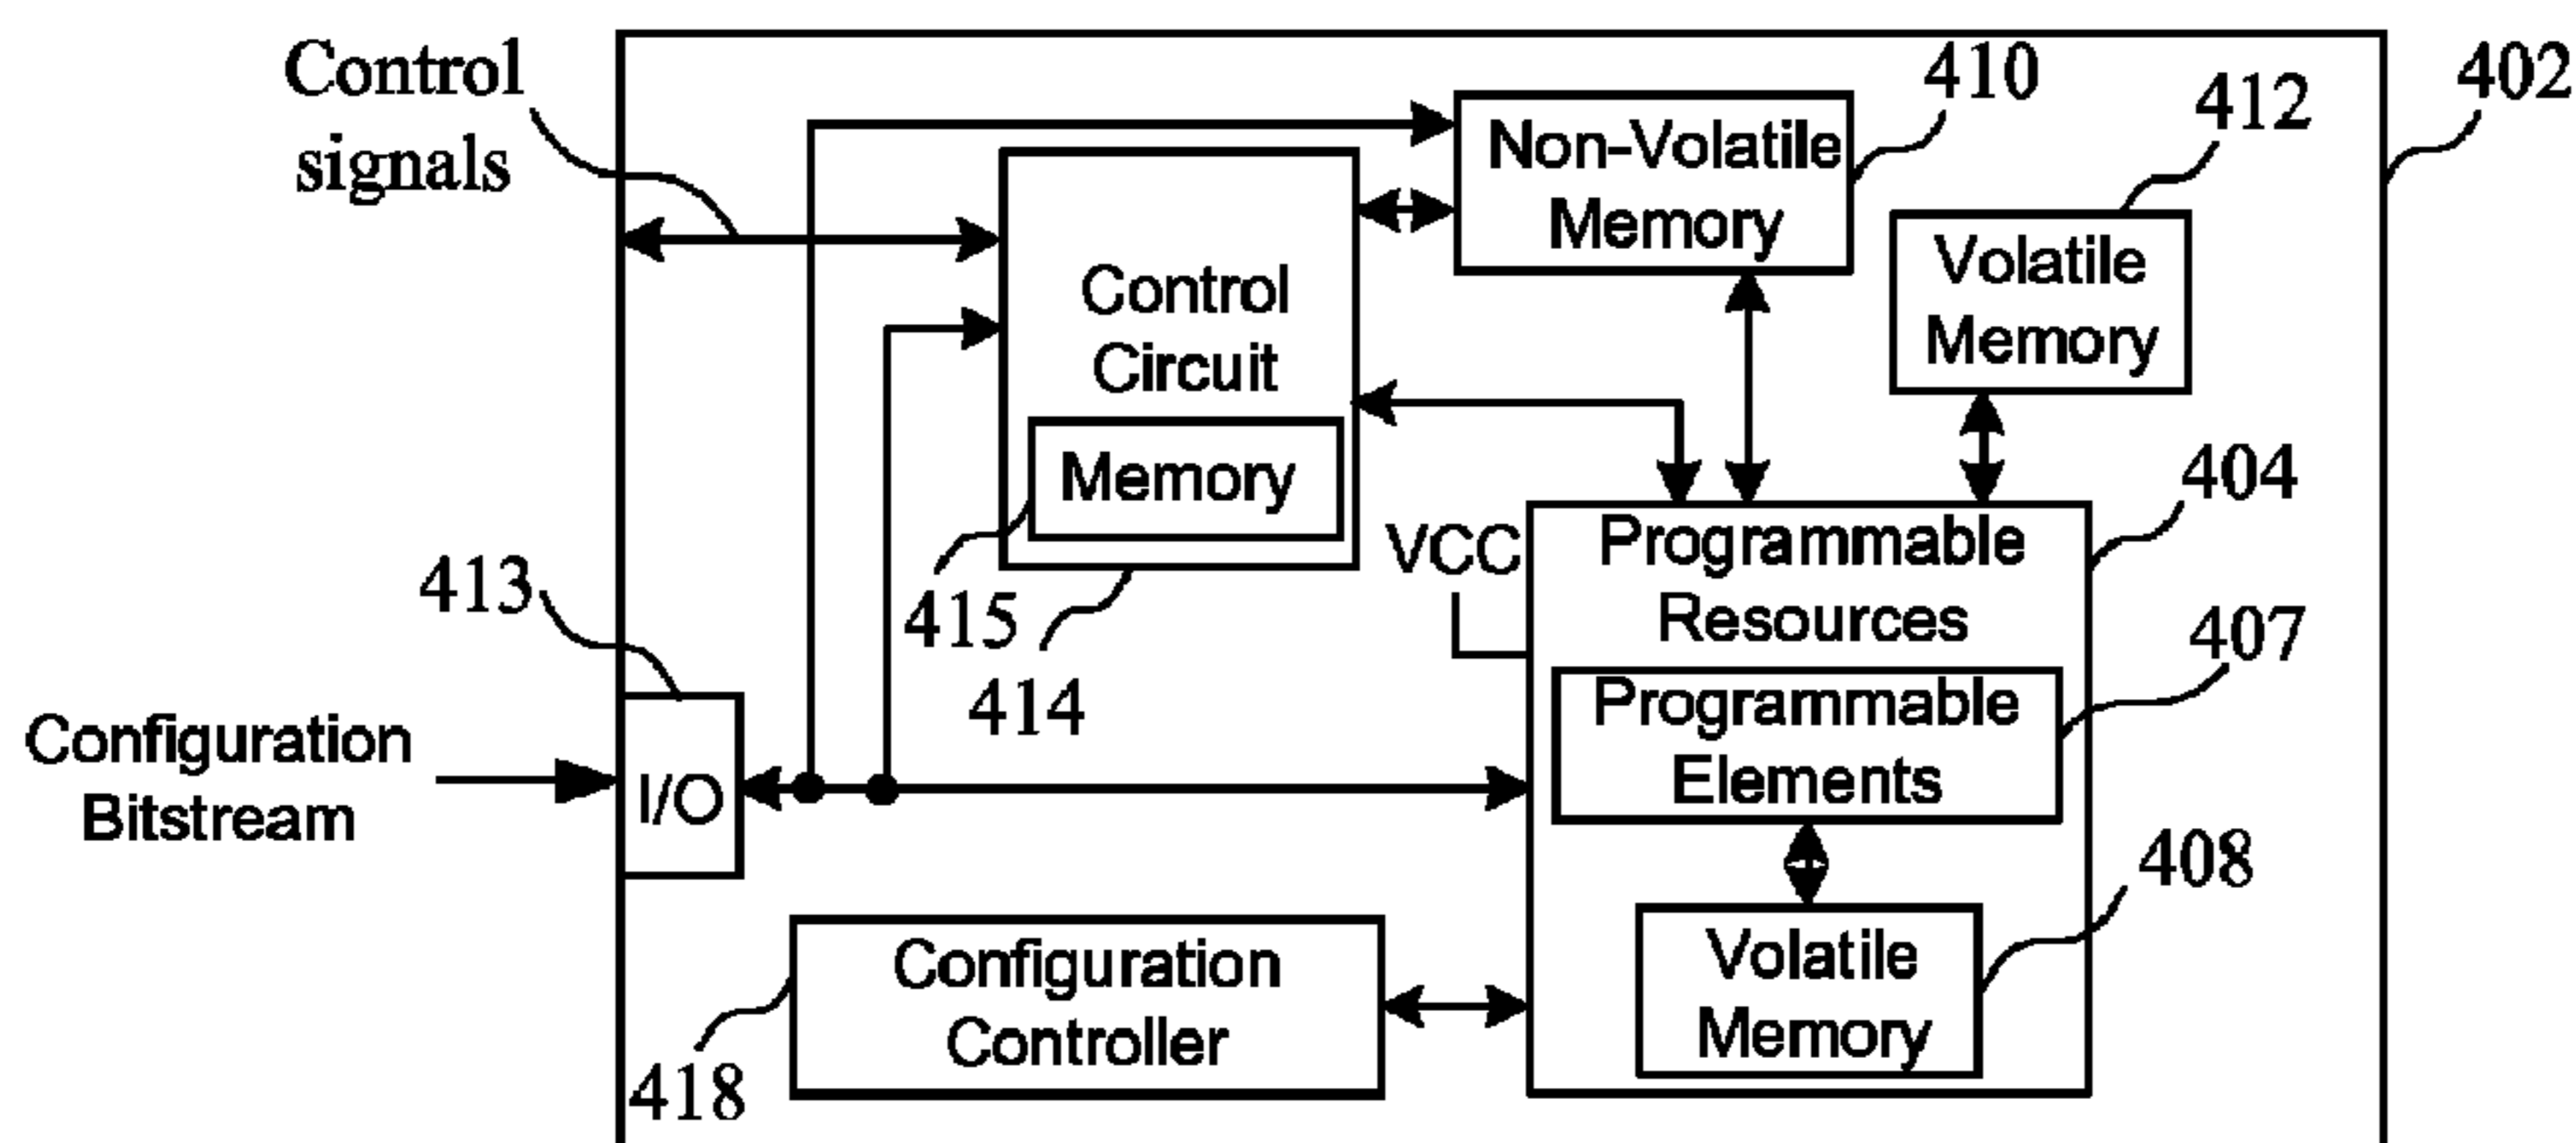 Control
signals
410
412
402
Non-Volatile
Memory
Volatile
Memory
Control
Circuit
Memory
404
VCC
Programmable
Resources
413
415
414
407
Programmable
Elements
Configuration
Bitstream
I/O
408
Volatile
Memory
Configuration
Controller
418